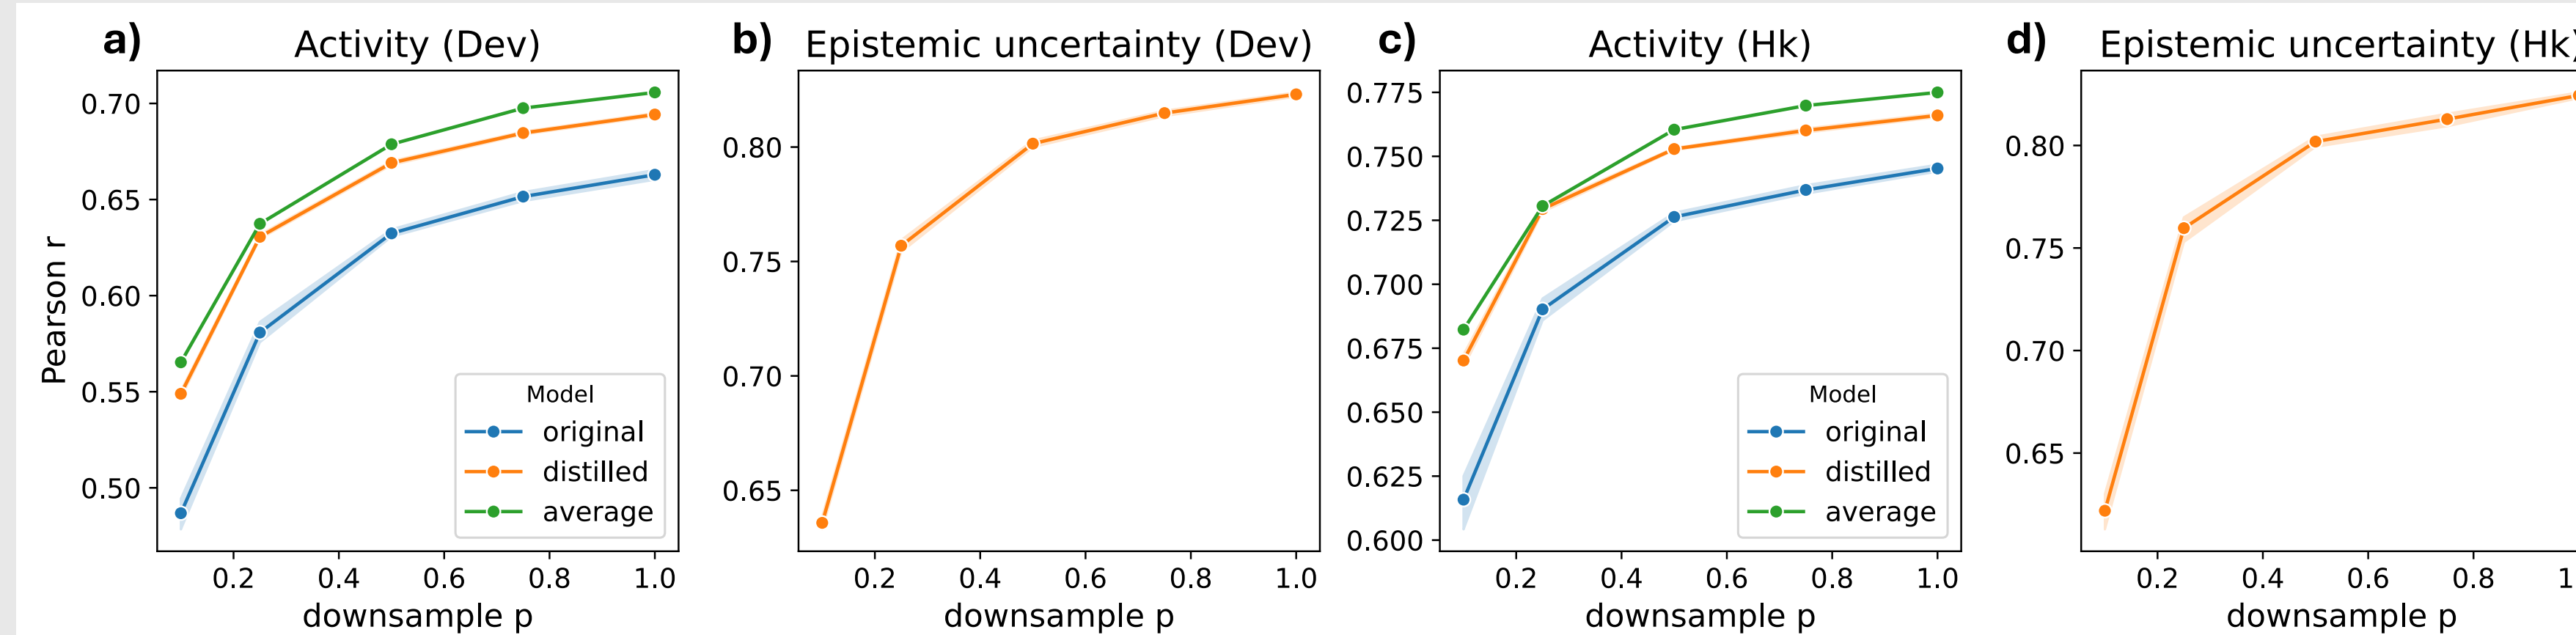 a) Activity (Dev)
Pearson r
0.70
0.65
0.60
0.55
0.50
0.2 0.4 0.6 0.8 1.0
downsample p
Model
original
distilled
average
b) Epistemic uncertainty (Dev)
0.80
0.75
0.70
0.65
0.2 0.4 0.6 0.8 1.0
downsample p
c) Activity (Hk)
0.775
0.750
0.725
0.700
0.675
0.650
0.625
0.600
0.2 0.4 0.6 0.8 1.0
downsample p
Model
original
distilled
average
d) Epistemic uncertainty (Hk)
0.80
0.75
0.70
0.65
0.2 0.4 0.6 0.8
downsample p